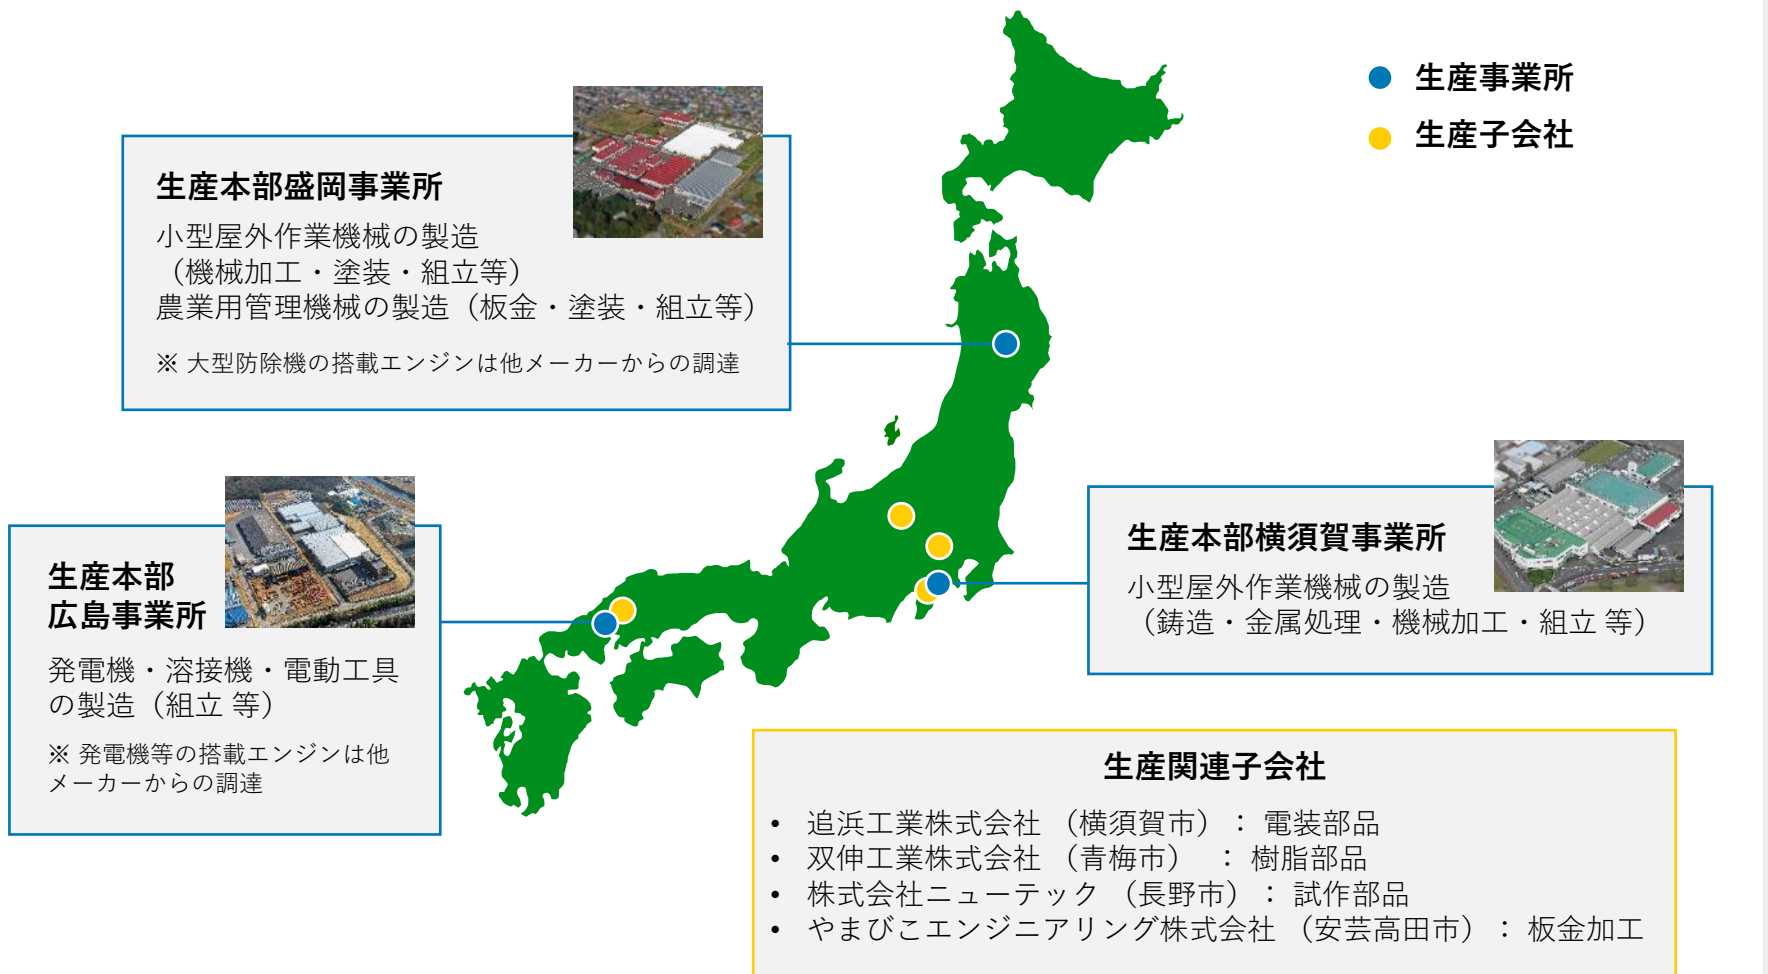 生産事業所
生産子会社
生産本部盛岡事業所
小型屋外作業機械の製造
（機械加工・塗装・組立等）
農業用管理機械の製造（板金・塗装・組立等）
※ 大型防除機の搭載エンジンは他メーカーからの調達
生産本部
広島事業所
発電機・溶接機・電動工具
の製造（組立 等）
※ 発電機等の搭載エンジンは他
メーカーからの調達
生産本部横須賀事業所
小型屋外作業機械の製造
（鋳造・金属処理・機械加工・組立 等）
生産関連子会社
• 追浜工業株式会社 （横須賀市）： 電装部品
• 双伸工業株式会社 （青梅市） ： 樹脂部品
• 株式会社ニューテック （長野市）： 試作部品
• やまびこエンジニアリング株式会社 （安芸高田市）： 板金加工